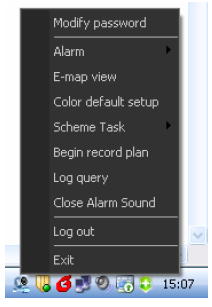 Modify password
Alarm
E-map view
Color default setup
Scheme Task
Begin record plan
Log query
Close Alarm Sound
Log out
Exit
15:07